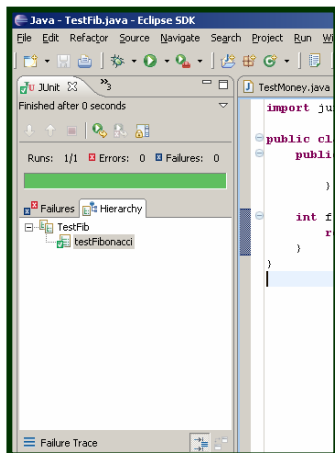 Java - TestFib.java - Eclipse SDK
File Edit Refactor Source Navigate Search Project Run Wi
JUnit
»3
TestMoney.java
Finished after 0 seconds
Runs: 1/1 Errors: 0 Failures: 0
Failures Hierarchy
TestFib
testFibonacci
Failure Trace
import ju
public cla
public
}
int f
re
}
}